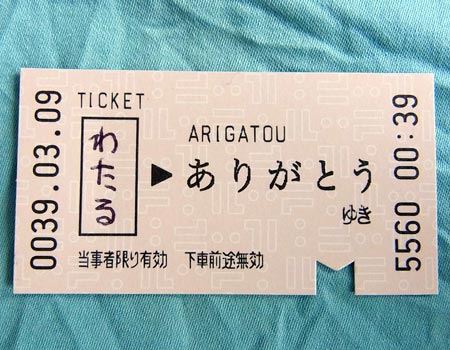 TICKET
0039.03.09
わたる
ARIGATOU
▶ありがとう
ゆき
当事者限り有効 下車前途無効
5560 00:39